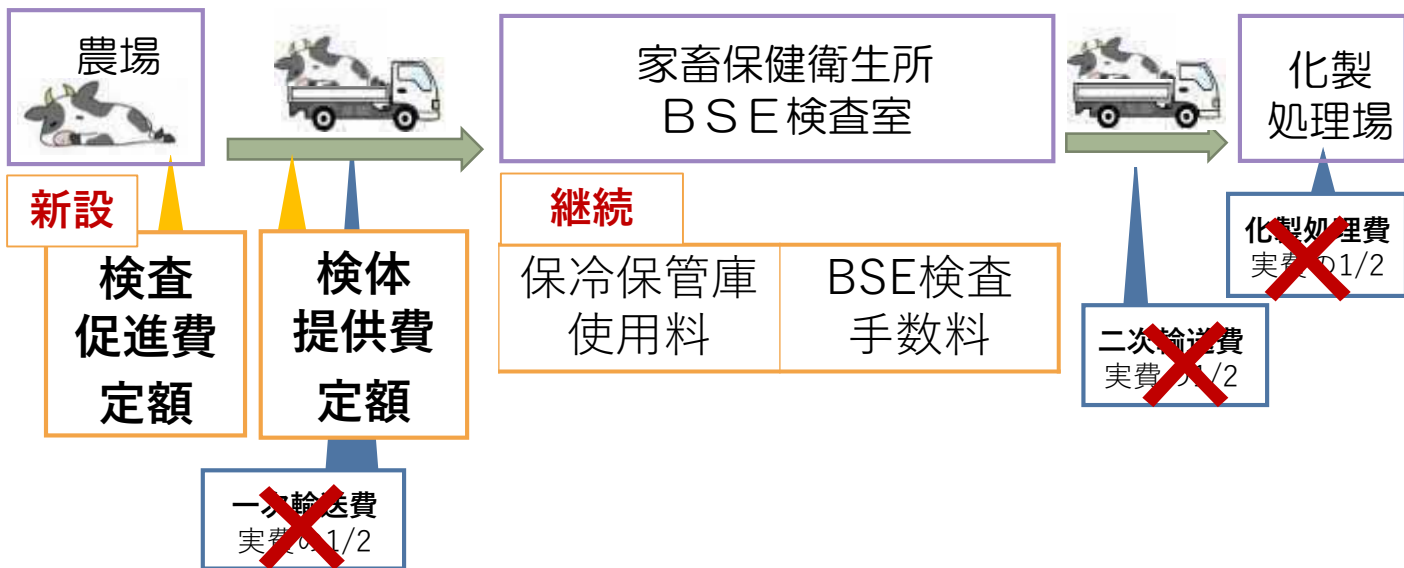 農場
家畜保健衛生所
ＢＳＥ検査室
化製
処理場
新設
検査
促進費
定額
検体
提供費
定額
継続
保冷保管庫
使用料
BSE検査
手数料
一次輸送費
実費の1/2
二次輸送費
実費の1/2
化製処理費
実費の1/2